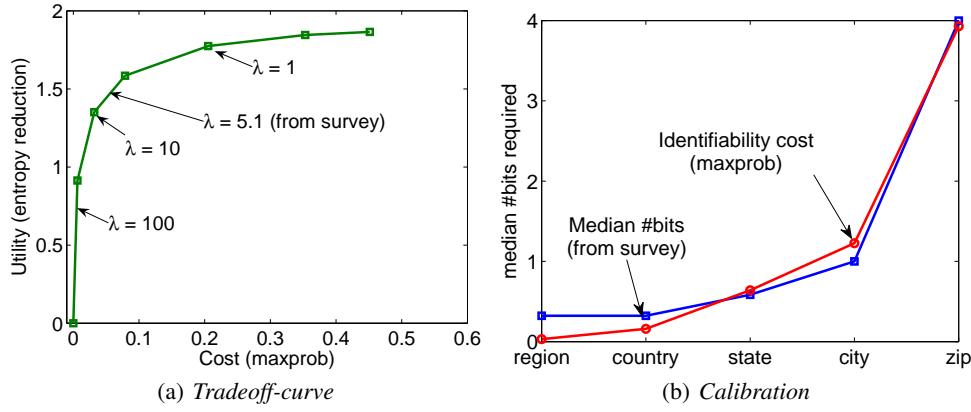 2
1.5
1
0.5
0
Utility (entropy reduction)
λ = 1
λ = 5.1 (from survey)
λ = 10
λ = 100
0 0.1 0.2 0.3 0.4 0.5 0.6
Cost (maxprob)
(a) Tradeoff-curve
4
3
2
1
0
median #bits required
Identifiability cost
(maxprob)
Median #bits
(from survey)
region country state city zip
(b) Calibration